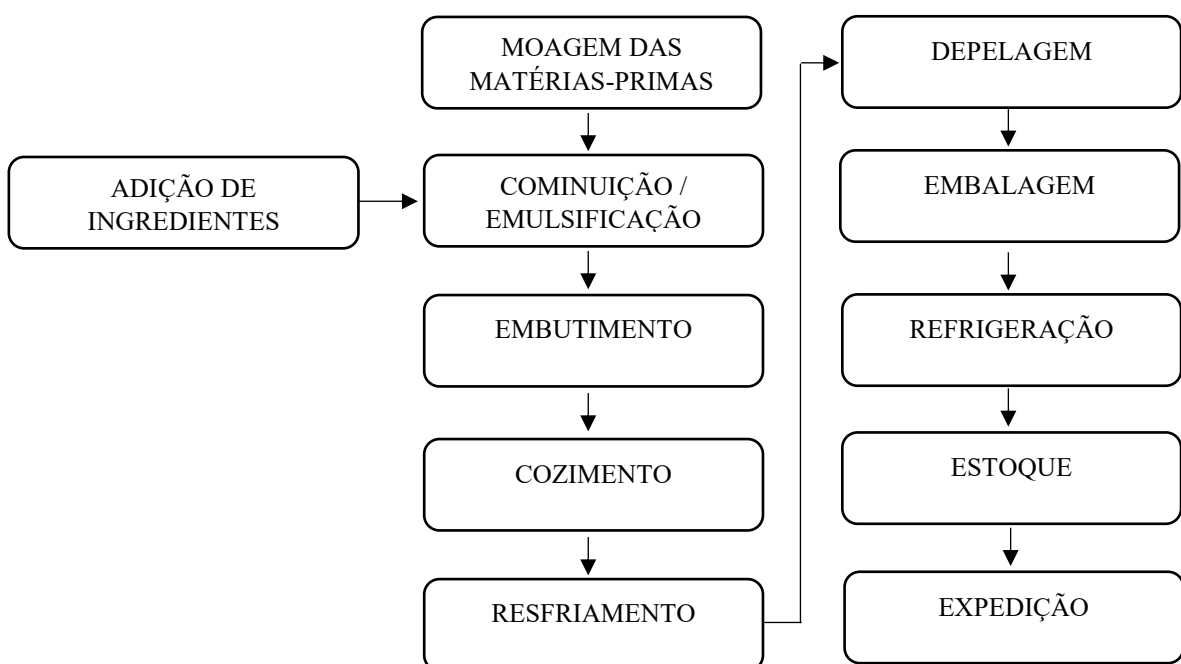 MOAGEM DAS
MATÉRIAS-PRIMAS
ADIÇÃO DE
INGREDIENTES
COMINUIÇÃO /
EMULSIFICAÇÃO
EMBUTIMENTO
COZIMENTO
RESFRIAMENTO
DEPELAGEM
EMBALAGEM
REFRIGERAÇÃO
ESTOQUE
EXPEDIÇÃO